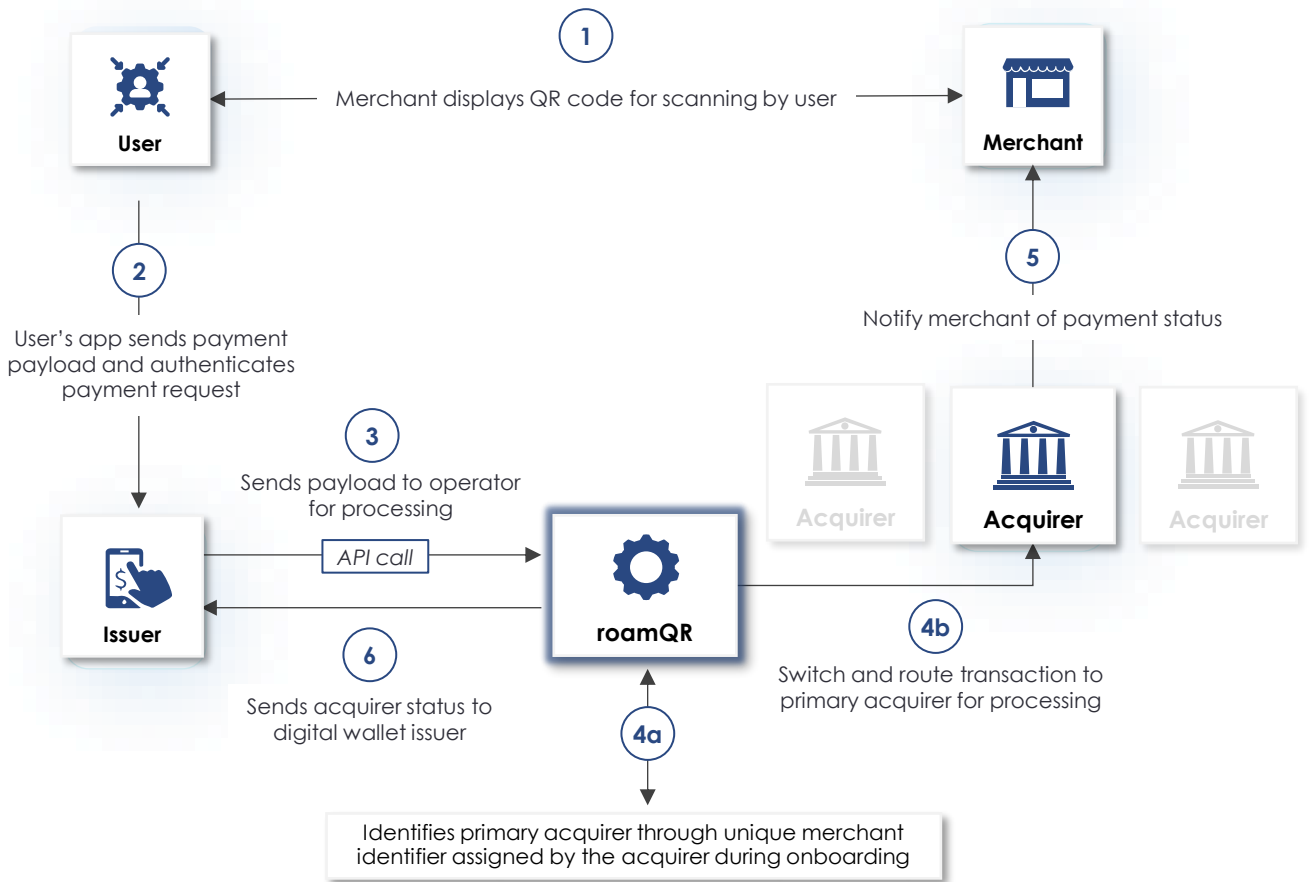 1
Merchant displays QR code for scanning by user
User
Merchant
2
User's app sends payment
payload and authenticates
payment request
5
Notify merchant of payment status
Acquirer
Acquirer
Acquirer
3
Sends payload to operator
for processing
API call
$
Issuer
roamQR
6
Sends acquirer status to
digital wallet issuer
4b
Switch and route transaction to
primary acquirer for processing
4a
Identifies primary acquirer through unique merchant
identifier assigned by the acquirer during onboarding